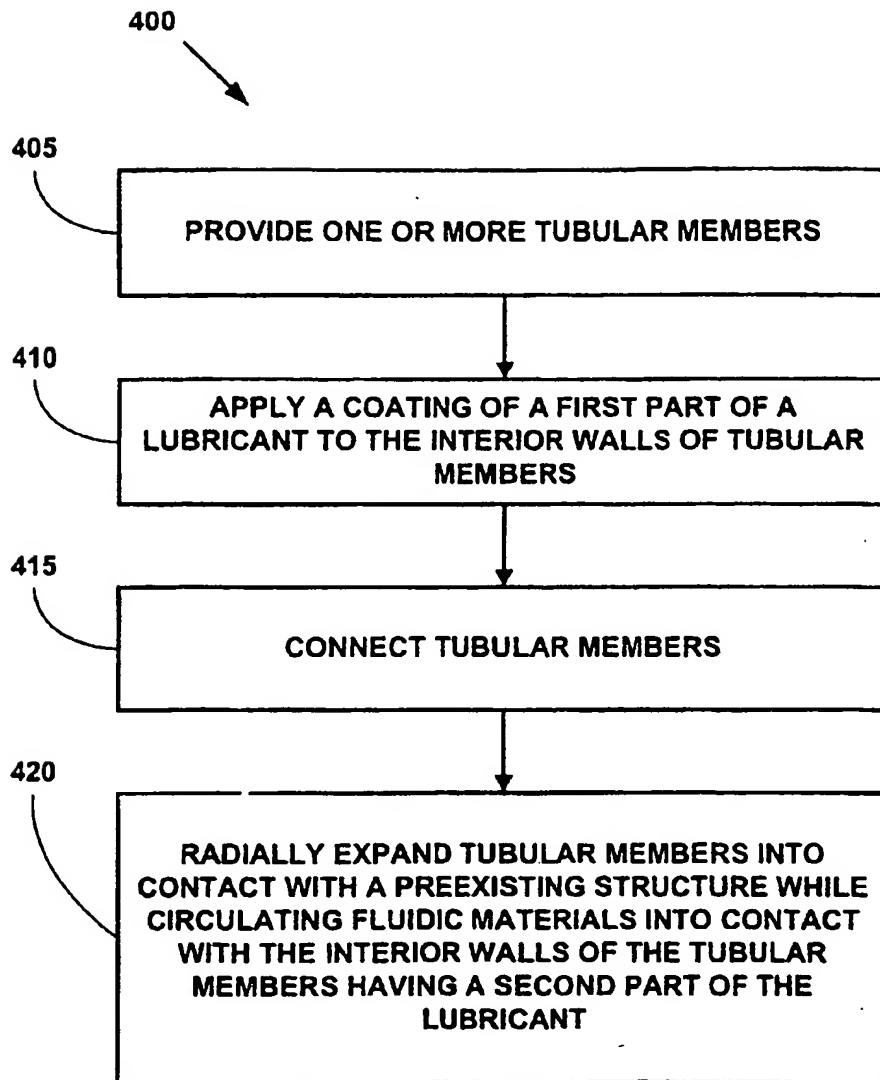 400
405
PROVIDE ONE OR MORE TUBULAR MEMBERS
410
APPLY A COATING OF A FIRST PART OF A
LUBRICANT TO THE INTERIOR WALLS OF TUBULAR
MEMBERS
415
CONNECT TUBULAR MEMBERS
420
RADIALLY EXPAND TUBULAR MEMBERS INTO
CONTACT WITH A PREEXISTING STRUCTURE WHILE
CIRCULATING FLUIDIC MATERIALS INTO CONTACT
WITH THE INTERIOR WALLS OF THE TUBULAR
MEMBERS HAVING A SECOND PART OF THE
LUBRICANT